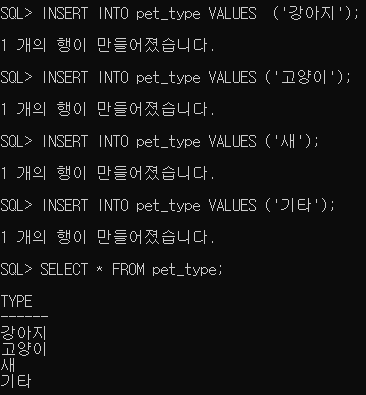 SQL> INSERT INTO pet_type VALUES  ('강아지');
1 개의 행이 만들어졌습니다.
SQL> INSERT INTO pet_type VALUES ('고양이');
1 개의 행이 만들어졌습니다.
SQL> INSERT INTO pet_type VALUES ('새');
1 개의 행이 만들어졌습니다.
SQL> INSERT INTO pet_type VALUES ('기타');
1 개의 행이 만들어졌습니다.
SQL> SELECT * FROM pet_type;
TYPE
------
강아지
고양이
새
기타